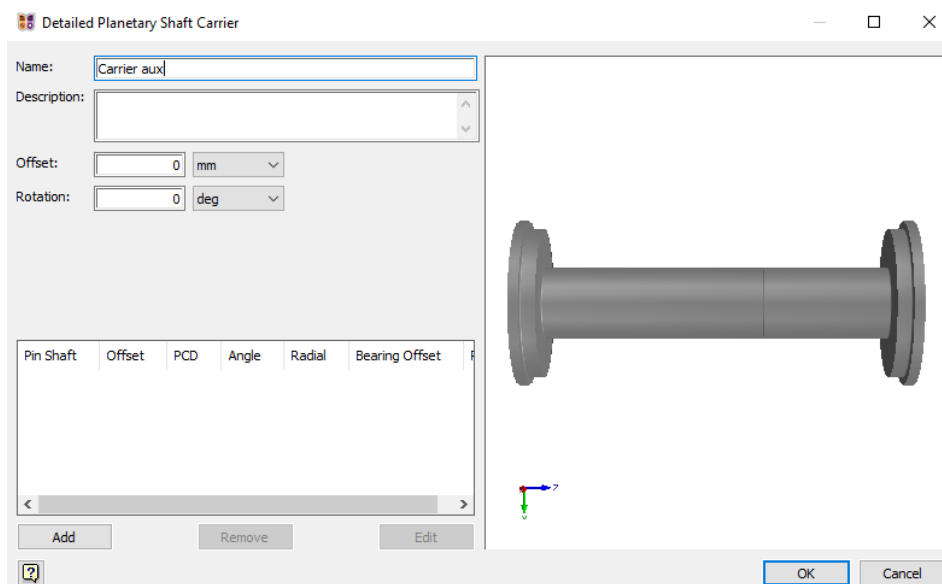 Detailed Planetary Shaft Carrier
Name: Carrier aux
Description:
Offset: 0 mm
Rotation: 0 deg
Pin Shaft Offset PCD Angle Radial Bearing Offset
Add Remove Edit
OK Cancel